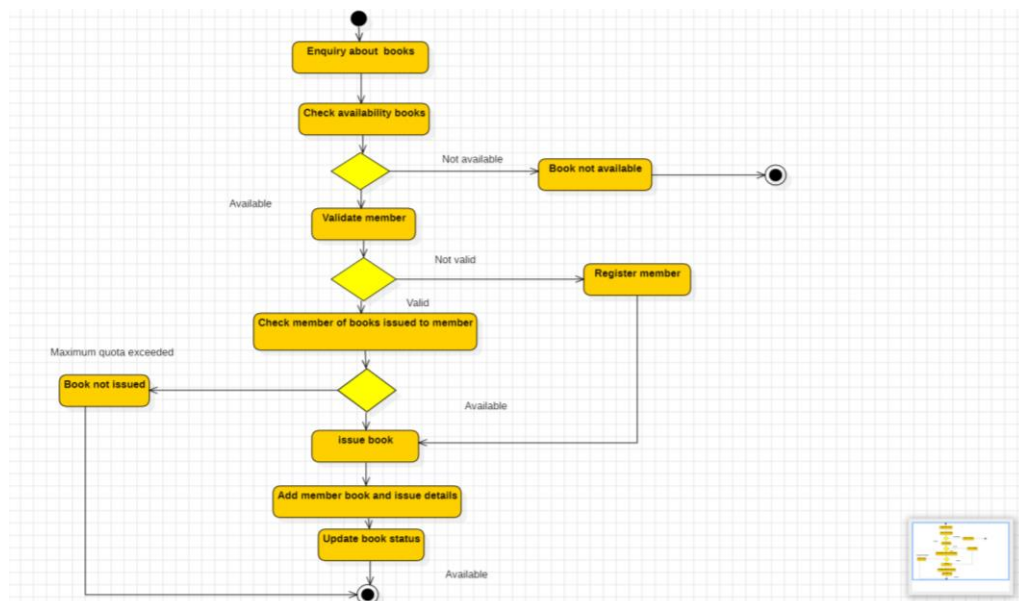 Enquiry about books
Check availability books
Not available
Book not available
Available
Validate member
Not valid
Register member
Valid
Check member of books issued to member
Maximum quota exceeded
Book not issued
Available
issue book
Add member book and issue details
Update book status
Available